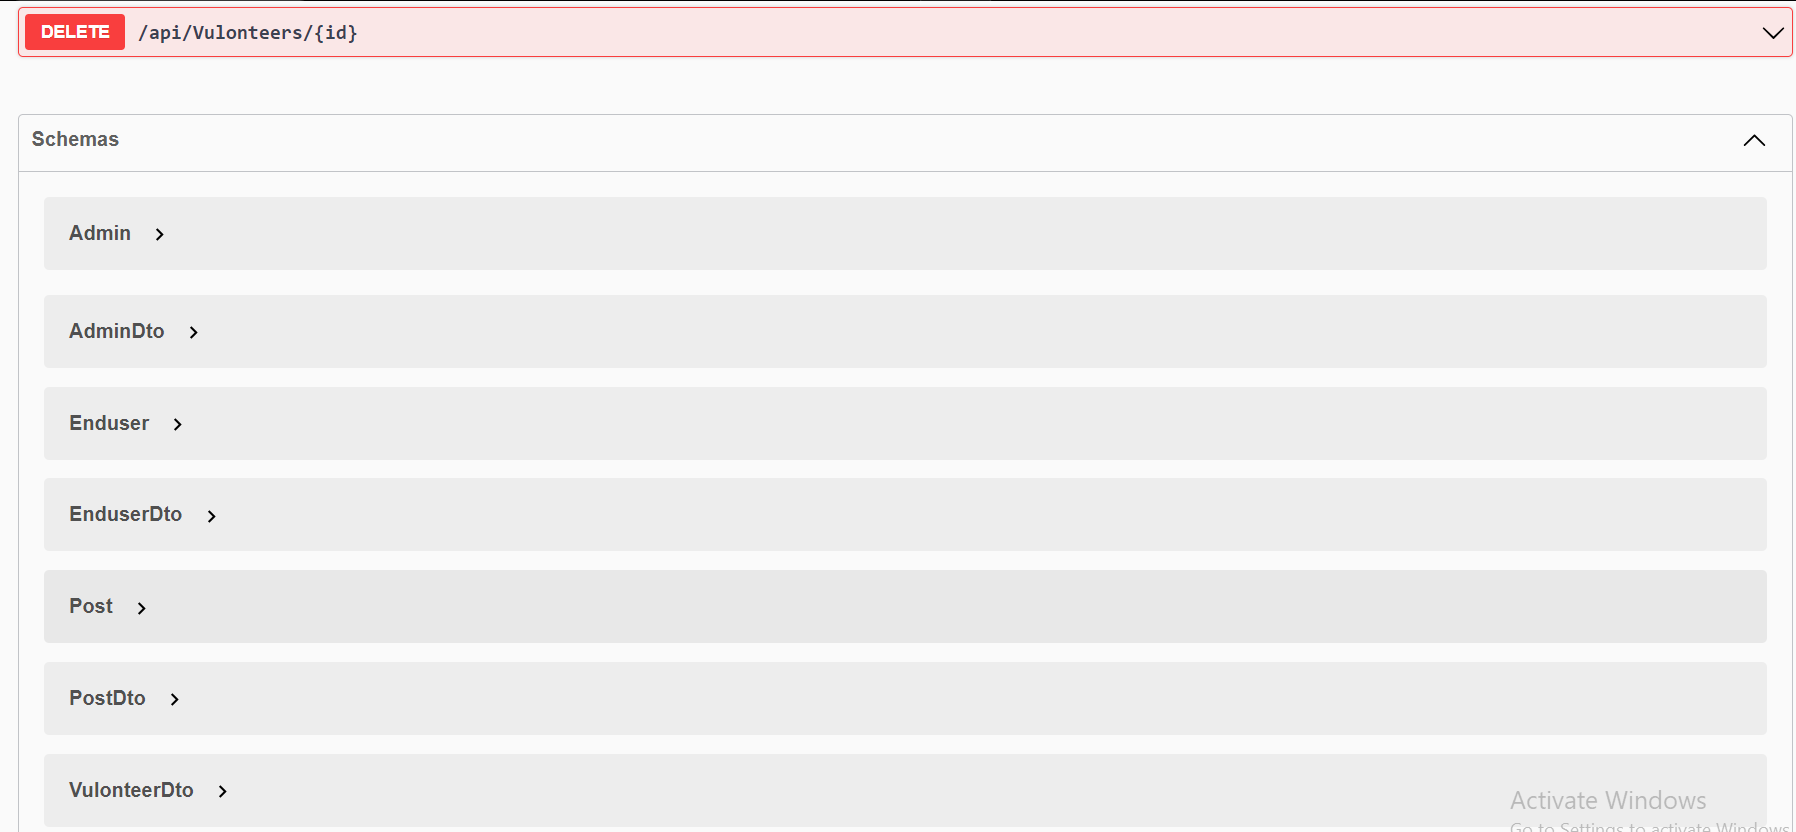 DELETE /api/Vulonteers/{id}
Schemas
Admin
AdminDto
Enduser
EnduserDto
Post
PostDto
VulonteerDto
Activate Windows
Go to Settings to activate Windows